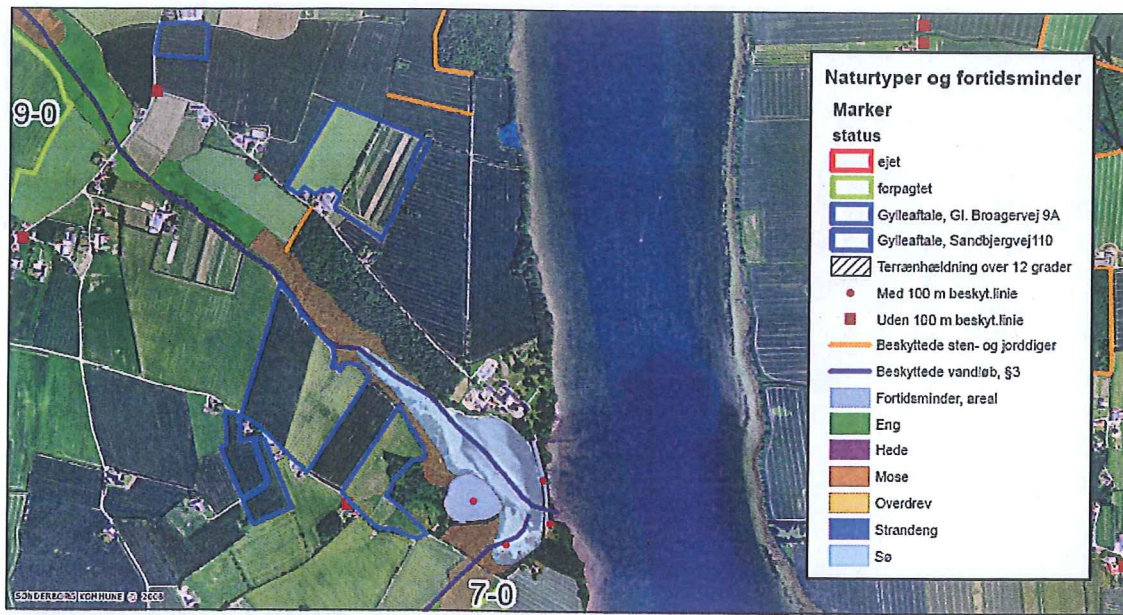 9-0
7-0
N
Naturtyper og fortidsminder
Marker
status
ejet
forpagtet
Gylleaftale, Gl. Broagervej 9A
Gylleaftale, Sandbjergvej110
Terrænhældning over 12 grader
Med 100 m beskyt.linie
Uden 100 m beskyt.linie
Beskyttede sten- og jorddiger
Beskyttede vandløb, §3
Fortidsminder, areal
Eng
Hede
Mose
Overdrev
Strandeng
Sø
SØNDERBORG KOMMUNE © 2008